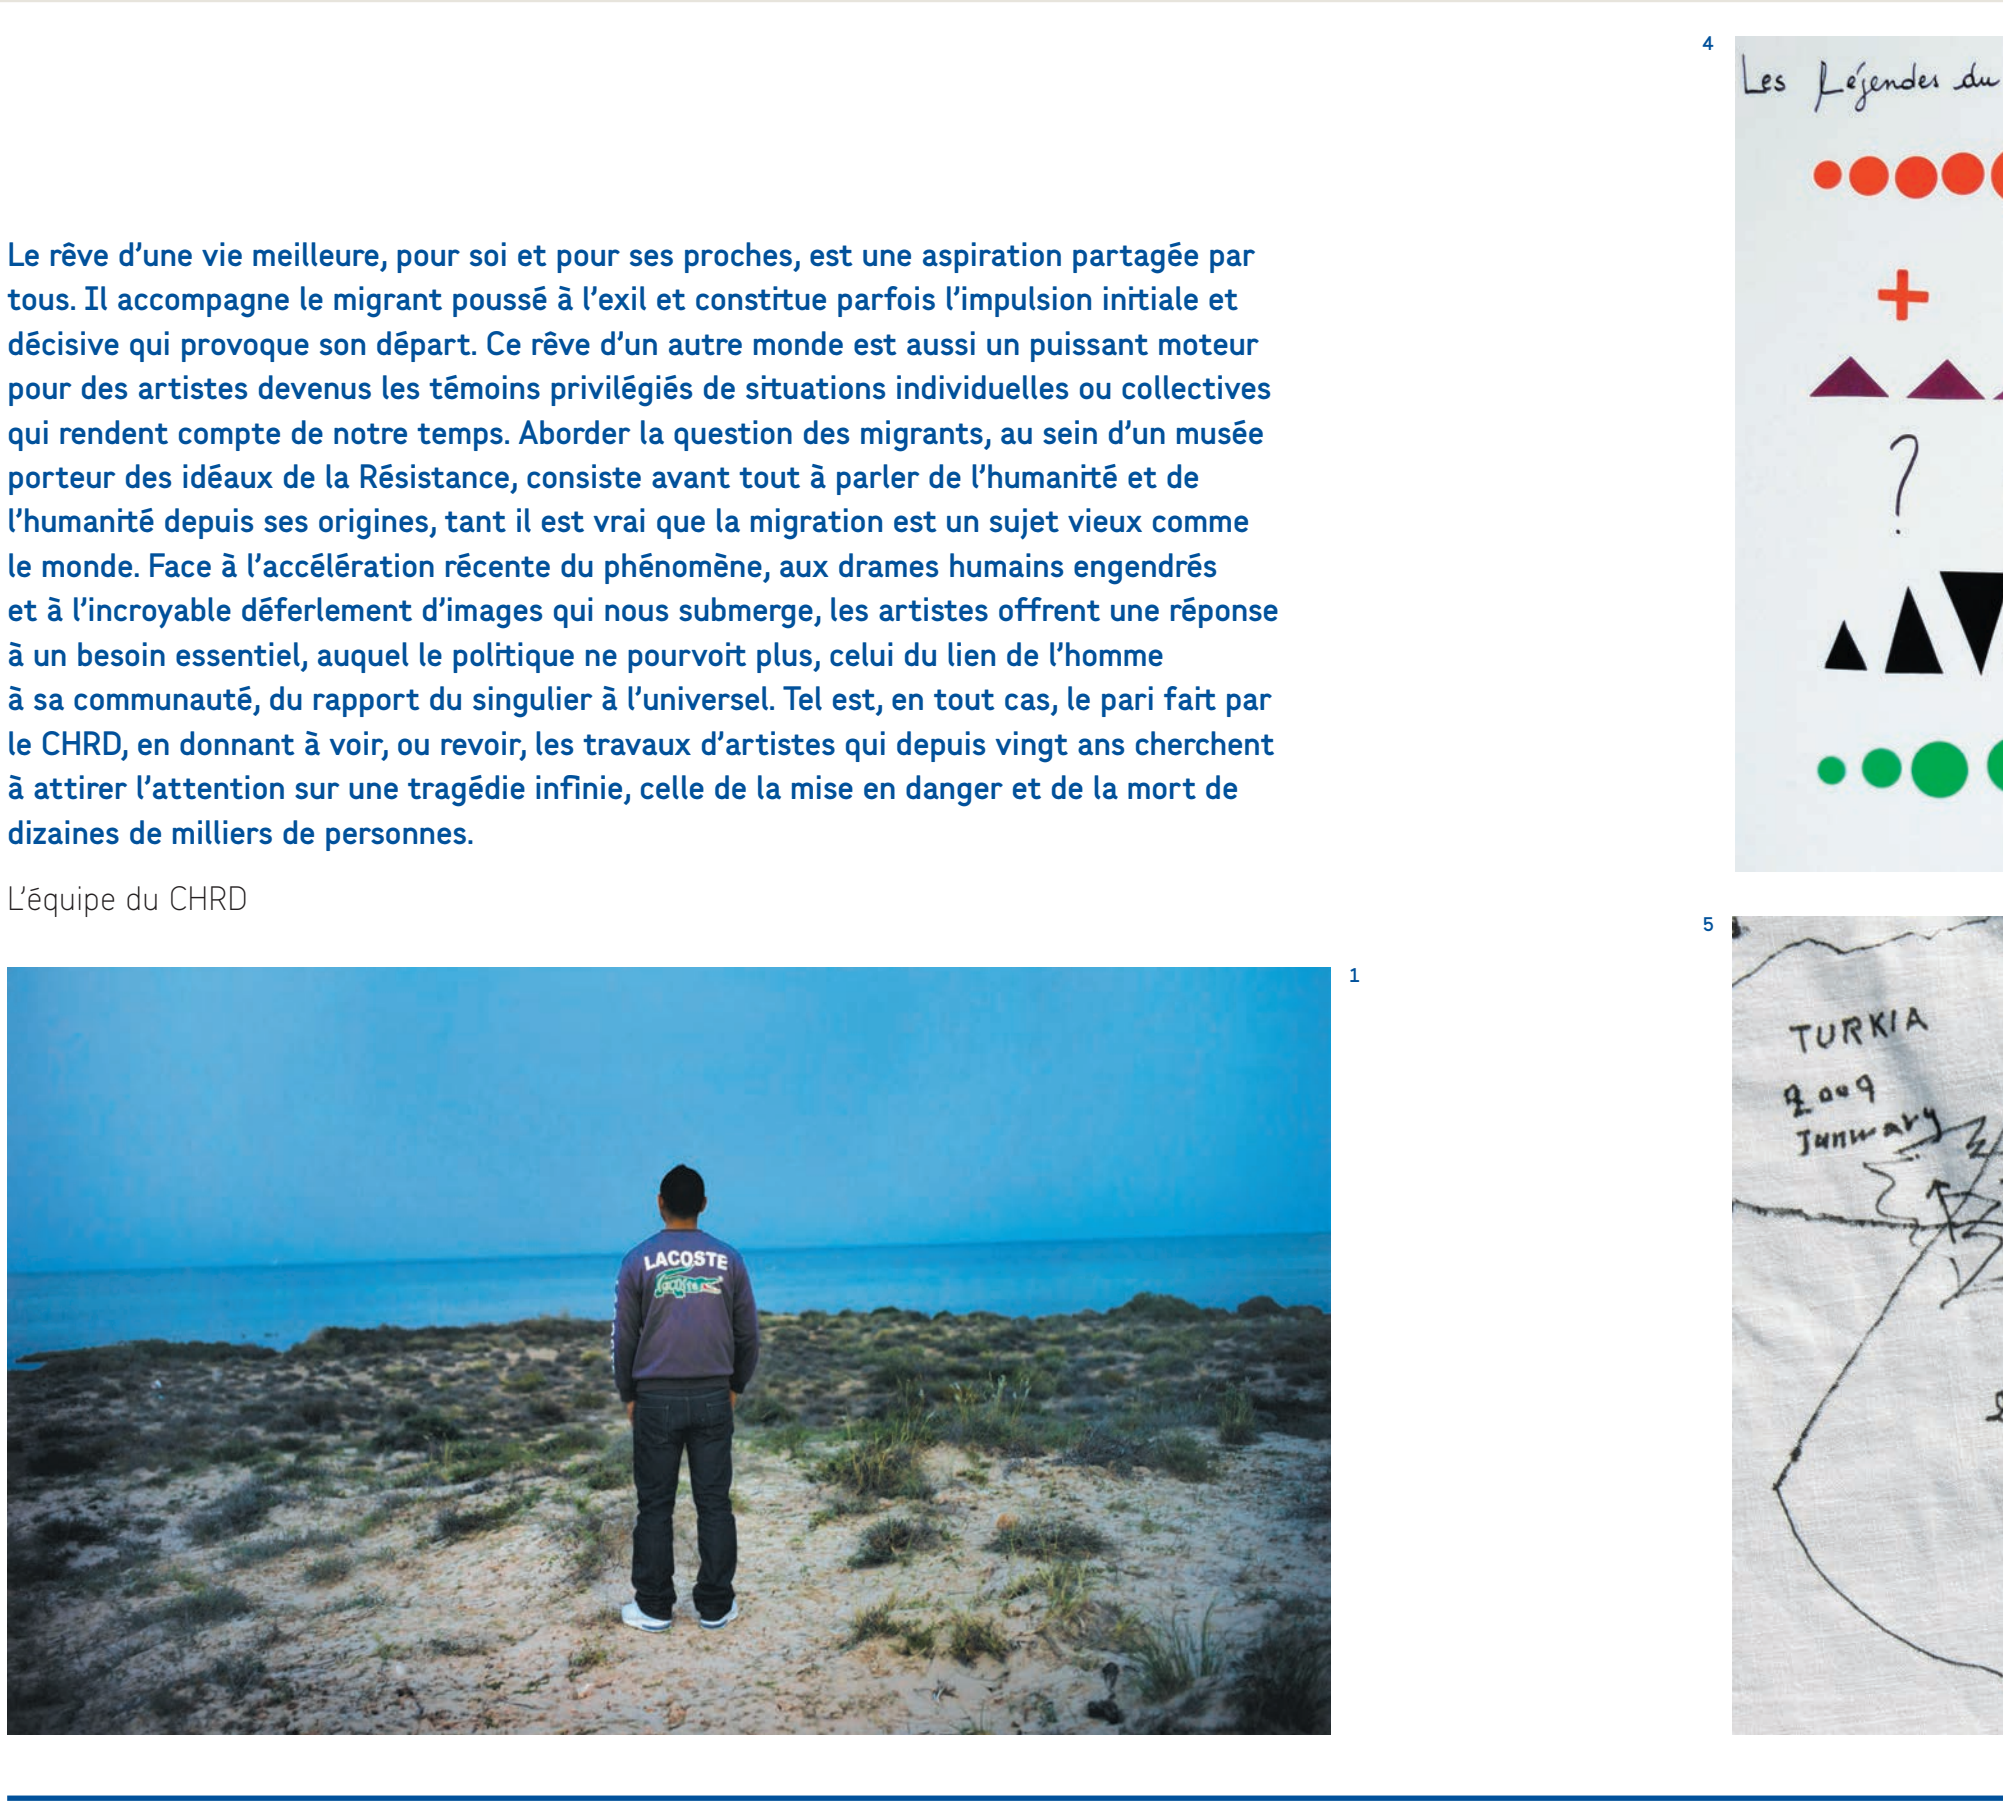 Le rêve d’une vie meilleure, pour soi et pour ses proches, est une aspiration partagée par
tous. Il accompagne le migrant poussé à l’exil et constitue parfois l’impulsion initiale et
décisive qui provoque son départ. Ce rêve d’un autre monde est aussi un puissant moteur
pour des artistes devenus les témoins privilégiés de situations individuelles ou collectives
qui rendent compte de notre temps. Aborder la question des migrants, au sein d’un musée
porteur des idéaux de la Résistance, consiste avant tout à parler de l’humanité et de
l’humanité depuis ses origines, tant il est vrai que la migration est un sujet vieux comme
le monde. Face à l’accélération récente du phénomène, aux drames humains engendrés
et à l’incroyable déferlement d’images qui nous submerge, les artistes offrent une réponse
à un besoin essentiel, auquel le politique ne pourvoit plus, celui du lien de l’homme
à sa communauté, du rapport du singulier à l’universel. Tel est, en tout cas, le pari fait par
le CHRD, en donnant à voir, ou revoir, les travaux d’artistes qui depuis vingt ans cherchent
à attirer l’attention sur une tragédie infinie, celle de la mise en danger et de la mort de
dizaines de milliers de personnes.
L’équipe du CHRD
1
LACOSTE
Lacoste
4
Les Légendes du
?
5
TURKIA
2009
Junwary